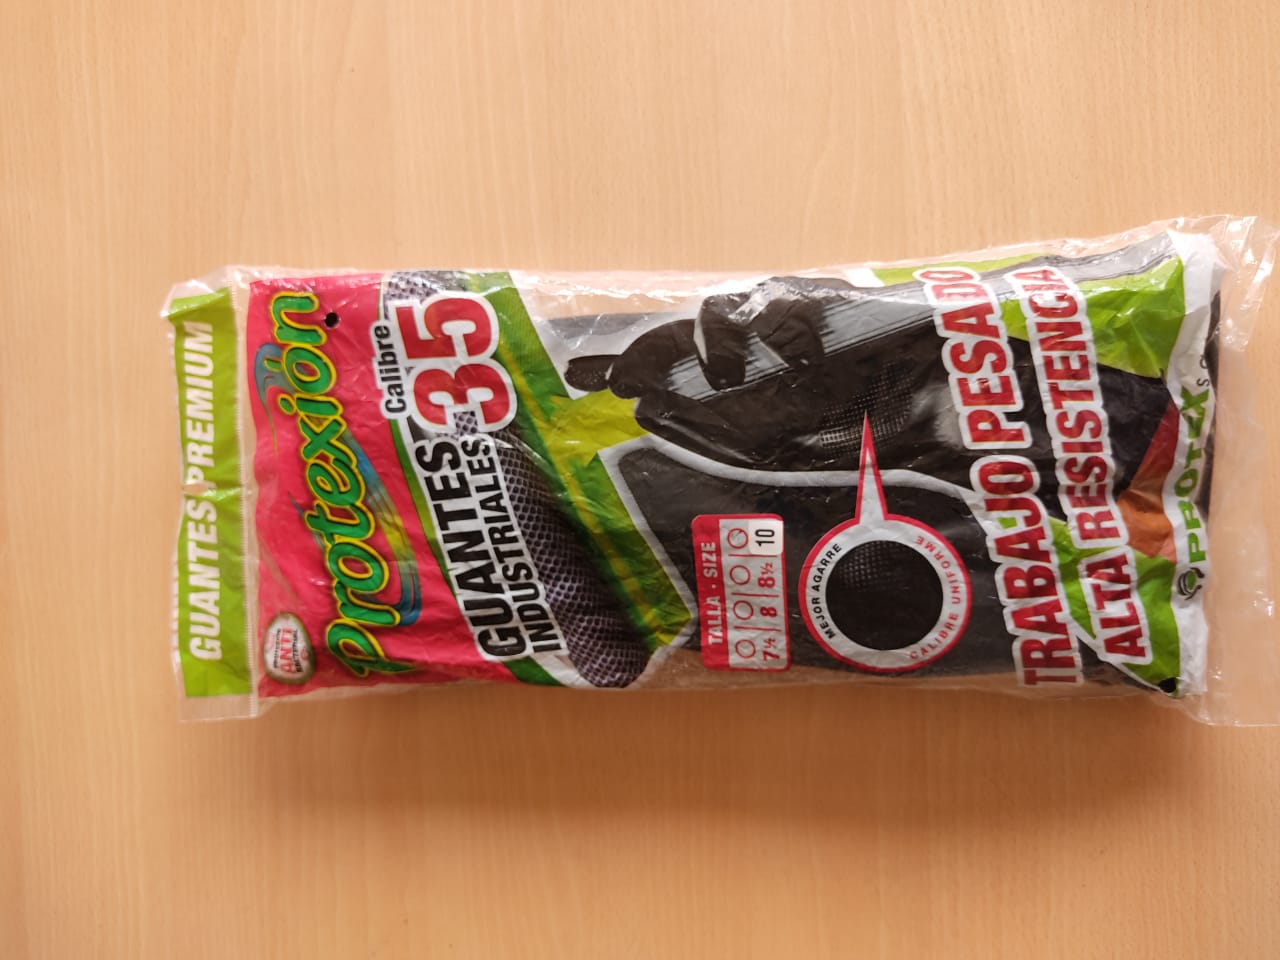 GUANTES PREMIUM
Protexión
ANTI
Calibre
35
GUANTES
INDUSTRIALES
TALLA - SIZE
7½ 8 8½ 10
MEJOR AGARRE
CALIBRE UNIFORME
TRABAJO PESADO
ALTA RESISTENCIA
PROTEX